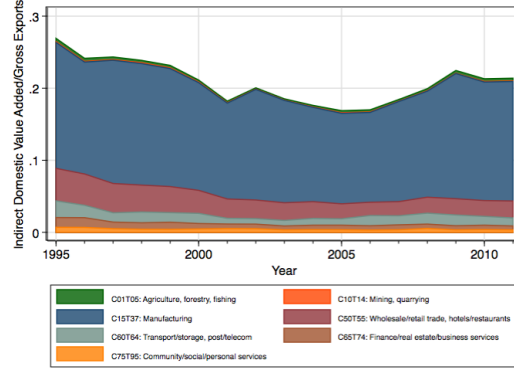 Indirect Domestic Value Added/Gross Exports
.3
.2
.1
0
1995 2000 2005 2010
Year
C01T05: Agriculture, forestry, fishing C10T14: Mining, quarrying
C15T37: Manufacturing C50T55: Wholesale/retail trade, hotels/restaurants
C60T64: Transport/storage, post/telecom C65T74: Finance/real estate/business services
C75T95: Community/social/personal services